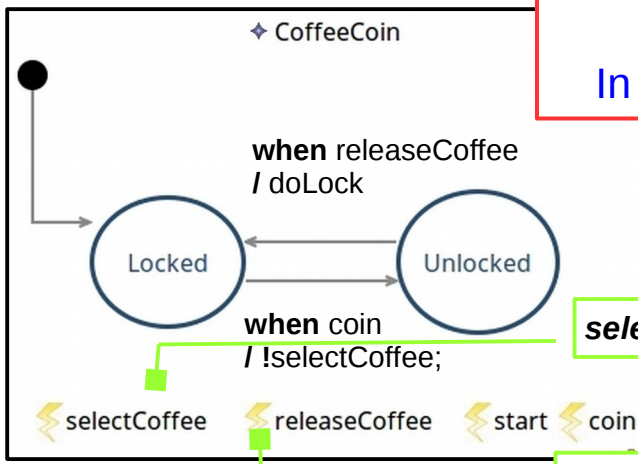 CoffeeCoin
In
when releaseCoffee
/ doLock
Locked
Unlocked
when coin
/ !selectCoffee;
sele
selectCoffee releaseCoffee start coin